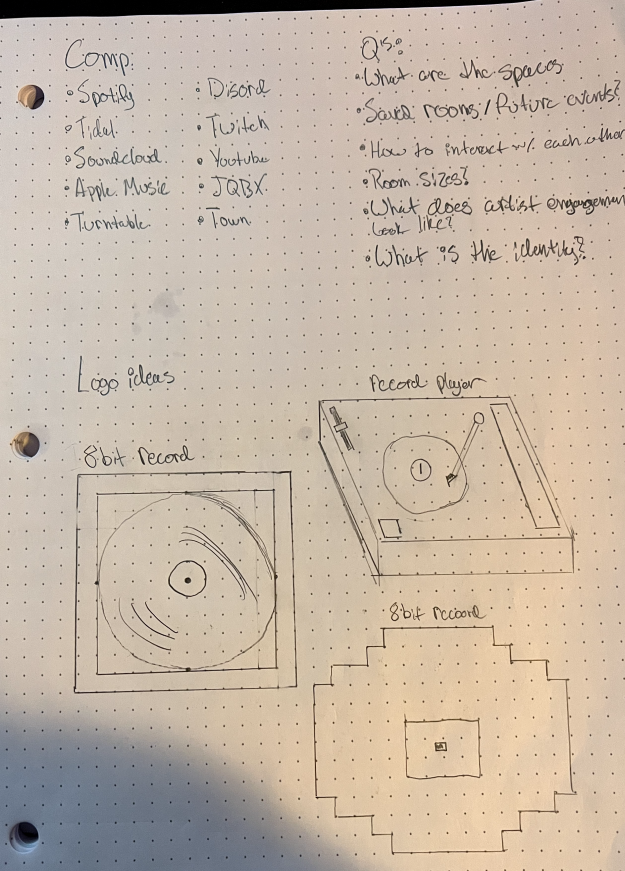 Comp.
• Spotify
• Tidal
• Soundcloud
• Apple Music
• Turntable
• Disord
• Twitch
• Youtube
• JQBX
• Town
Q's:
• What are the spaces
• Saved rooms / Future events?
• How to interact w/ each other
• Room sizes?
• What does artist engagemen
look like?
• What is the identity?
Logo ideas
8bit record
record player
8bit record